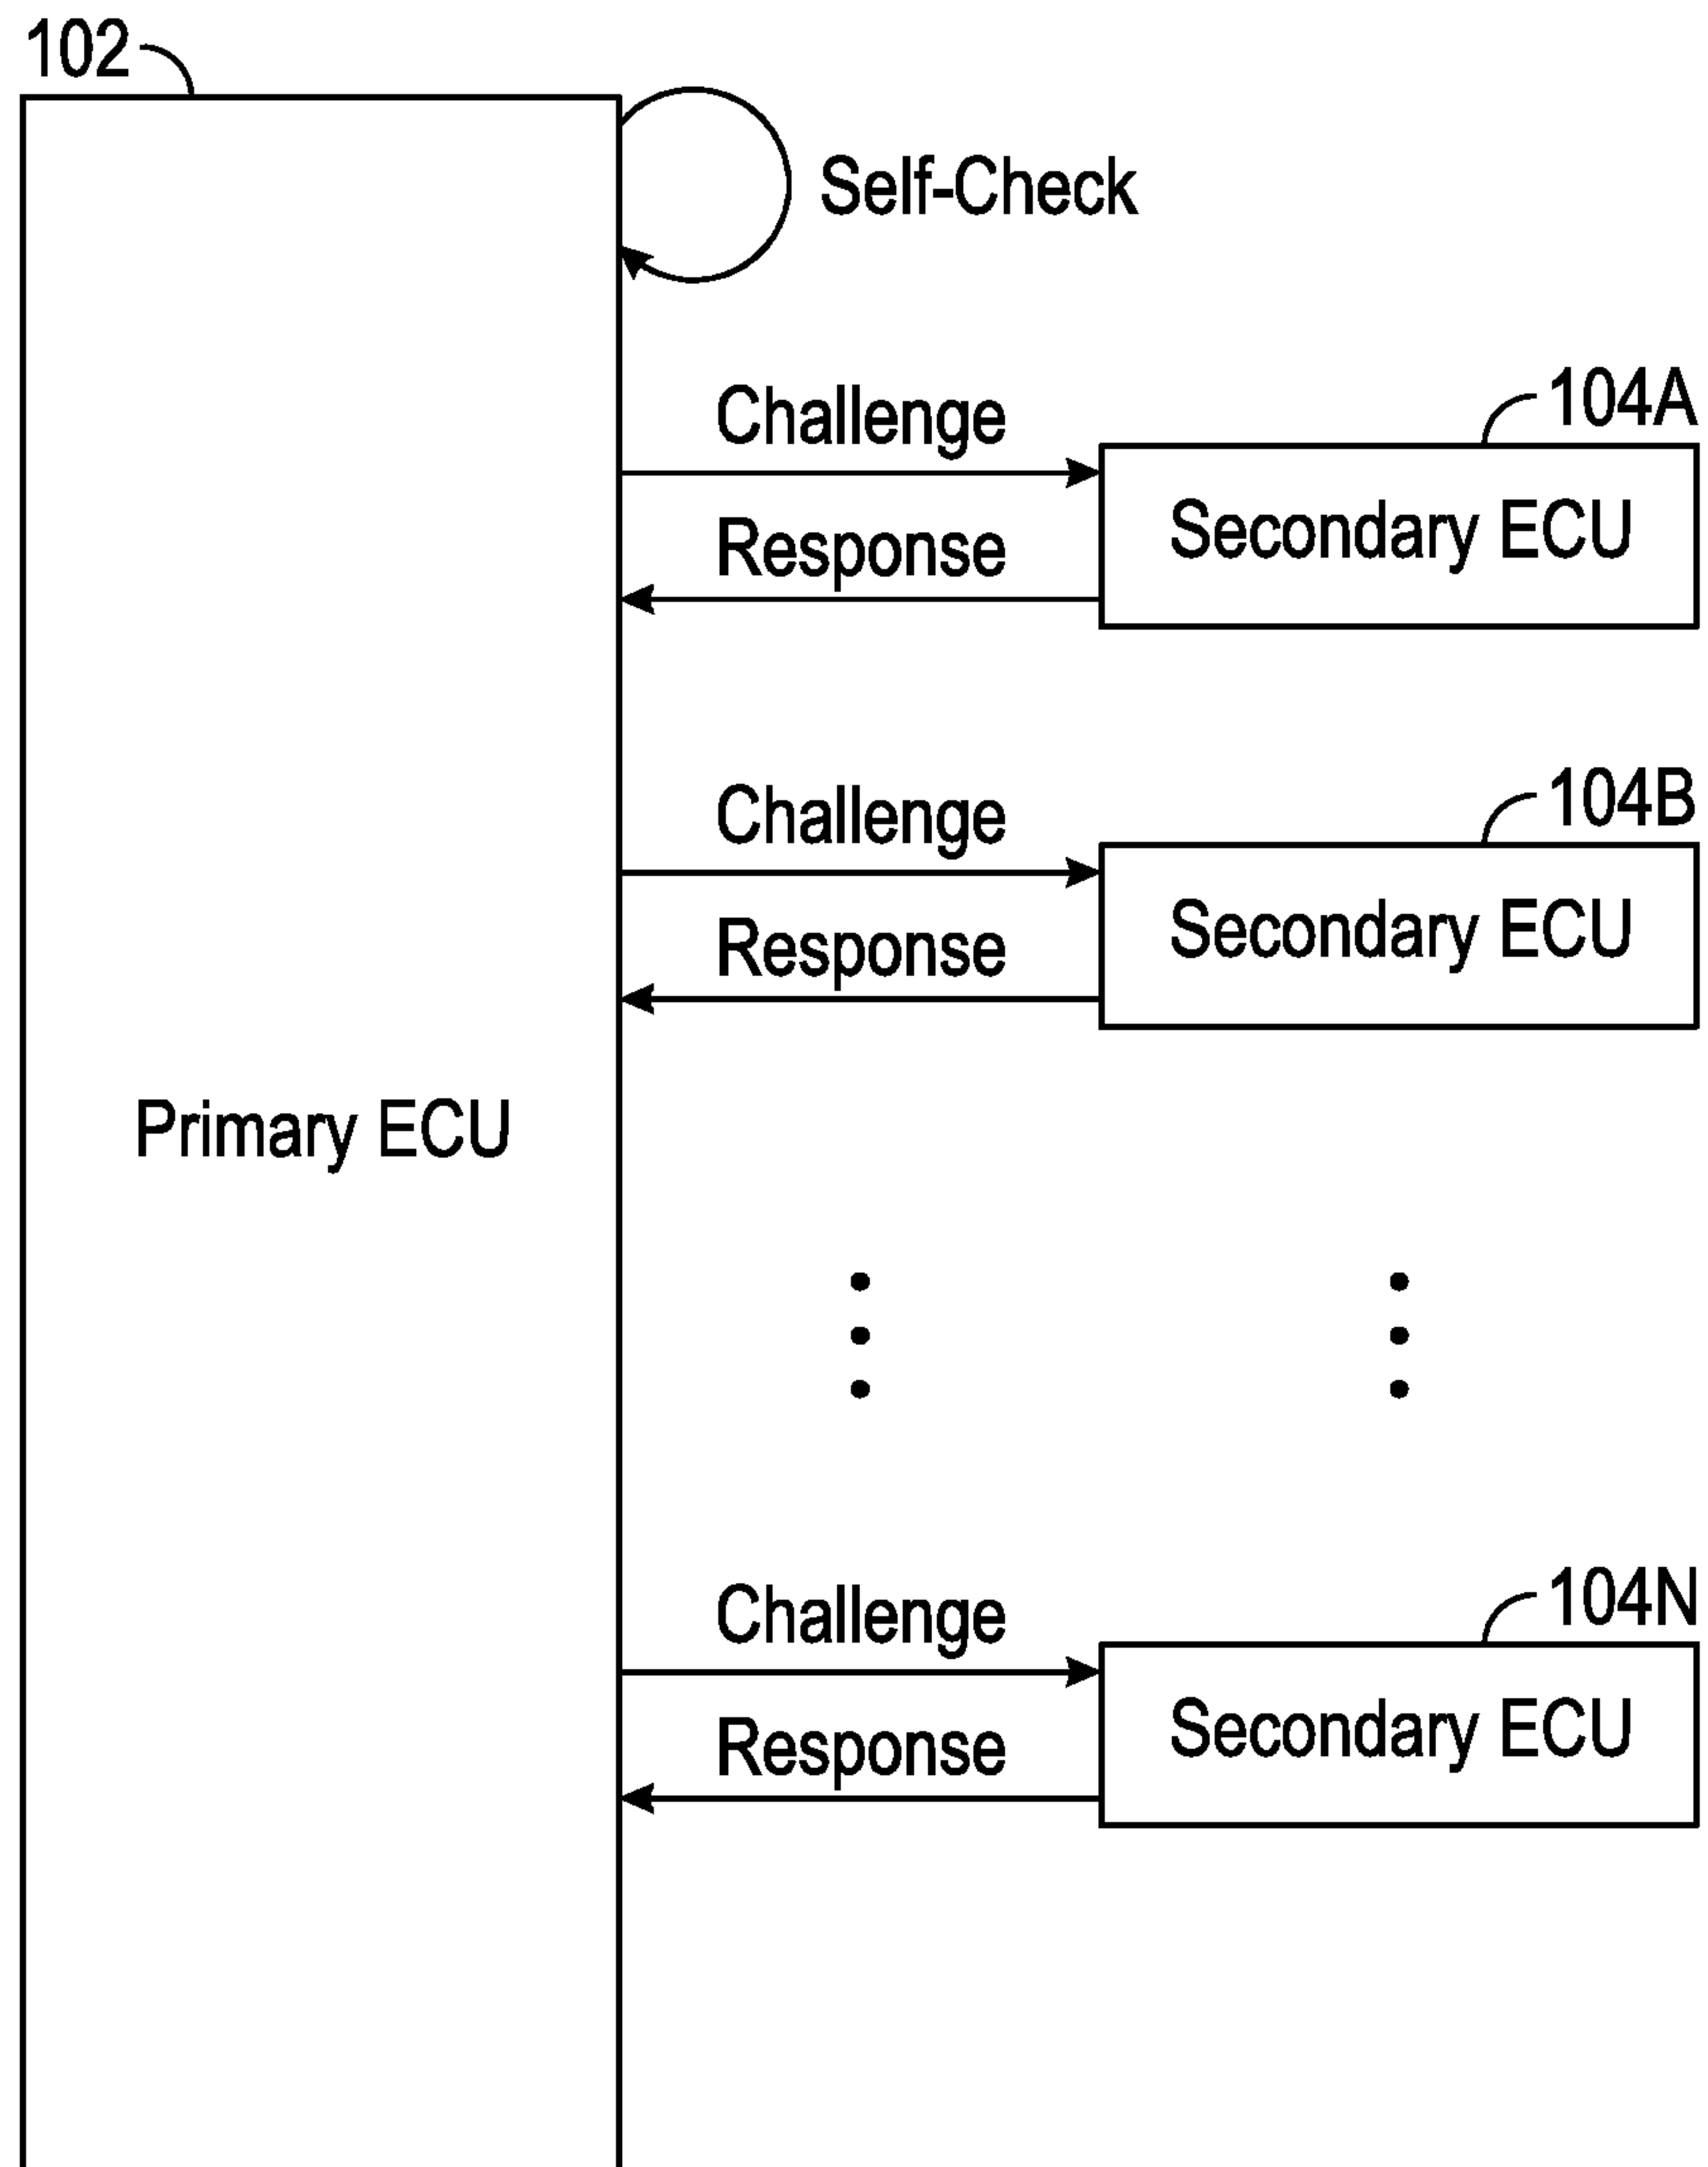 102
Self-Check
Challenge
104A
Response
Secondary ECU
Challenge
104B
Response
Secondary ECU
Primary ECU
Challenge
104N
Response
Secondary ECU